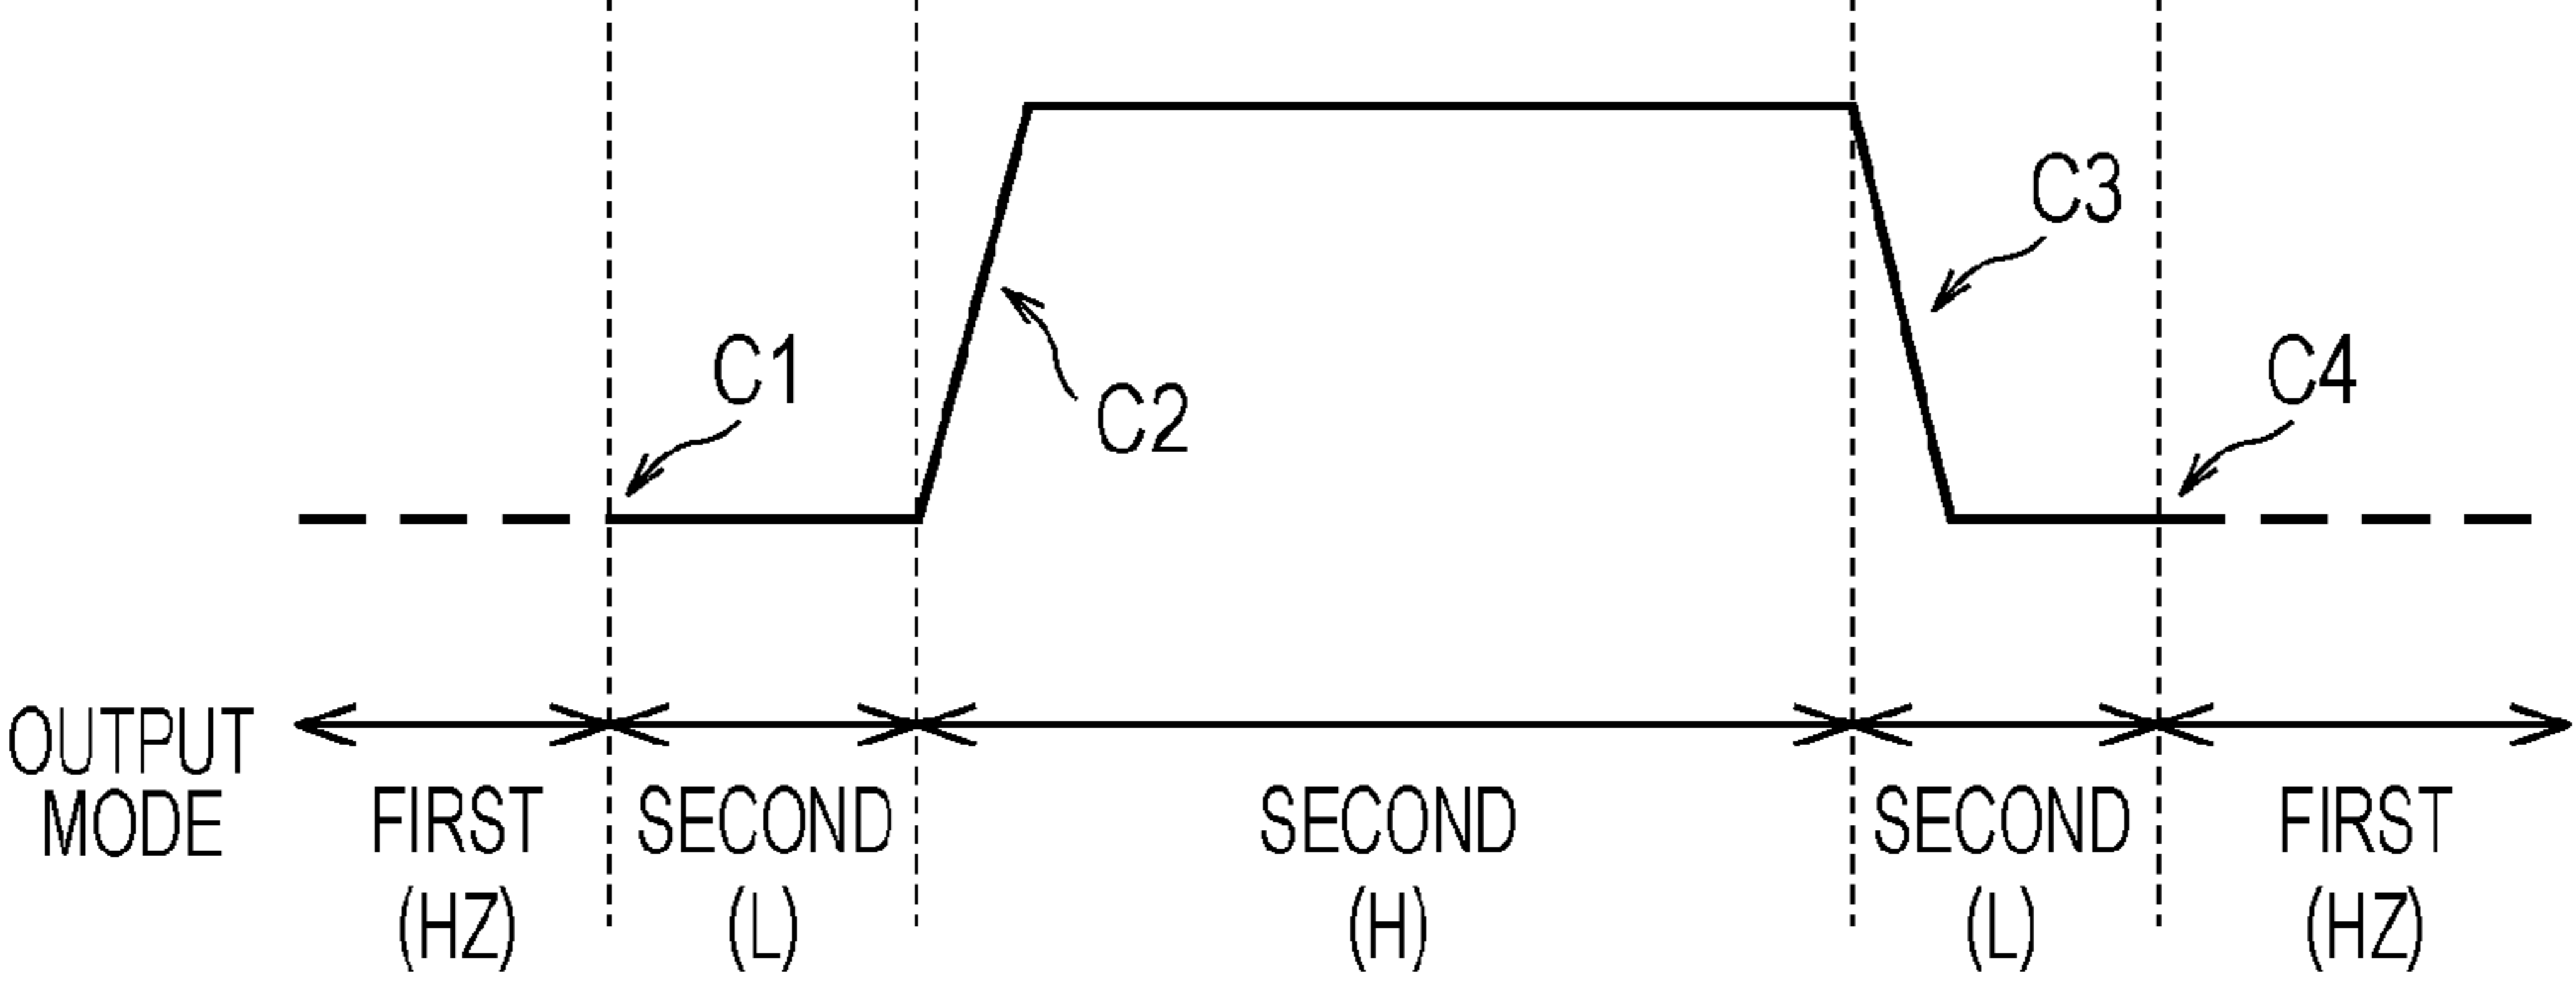 C3
C1
C4
C2
OUTPUT
MODE
FIRST
(HZ)
SECOND
(L)
SECOND
(H)
SECOND
(L)
FIRST
(HZ)